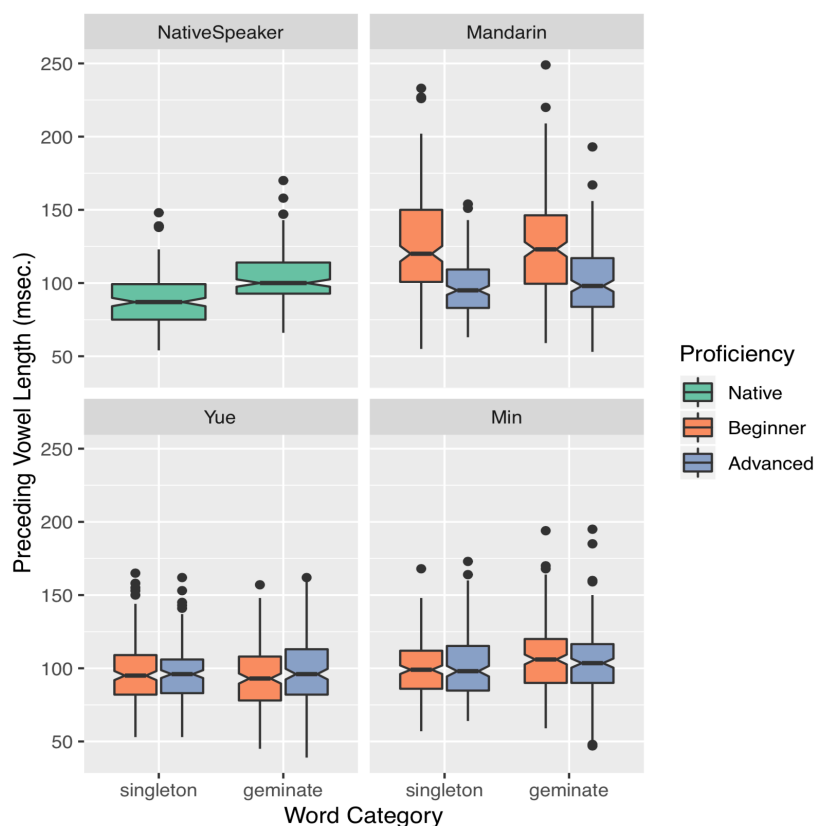 NativeSpeaker
Mandarin
250
200
150
100
50
Yue
Min
250
200
150
100
50
singleton
geminate
singleton
geminate
Word Category
Preceding Vowel Length (msec.)
Proficiency
Native
Beginner
Advanced